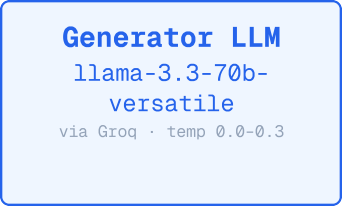 Generator LLM
llama-3.3-70b-
versatile
via Groq · temp 0.0–0.3